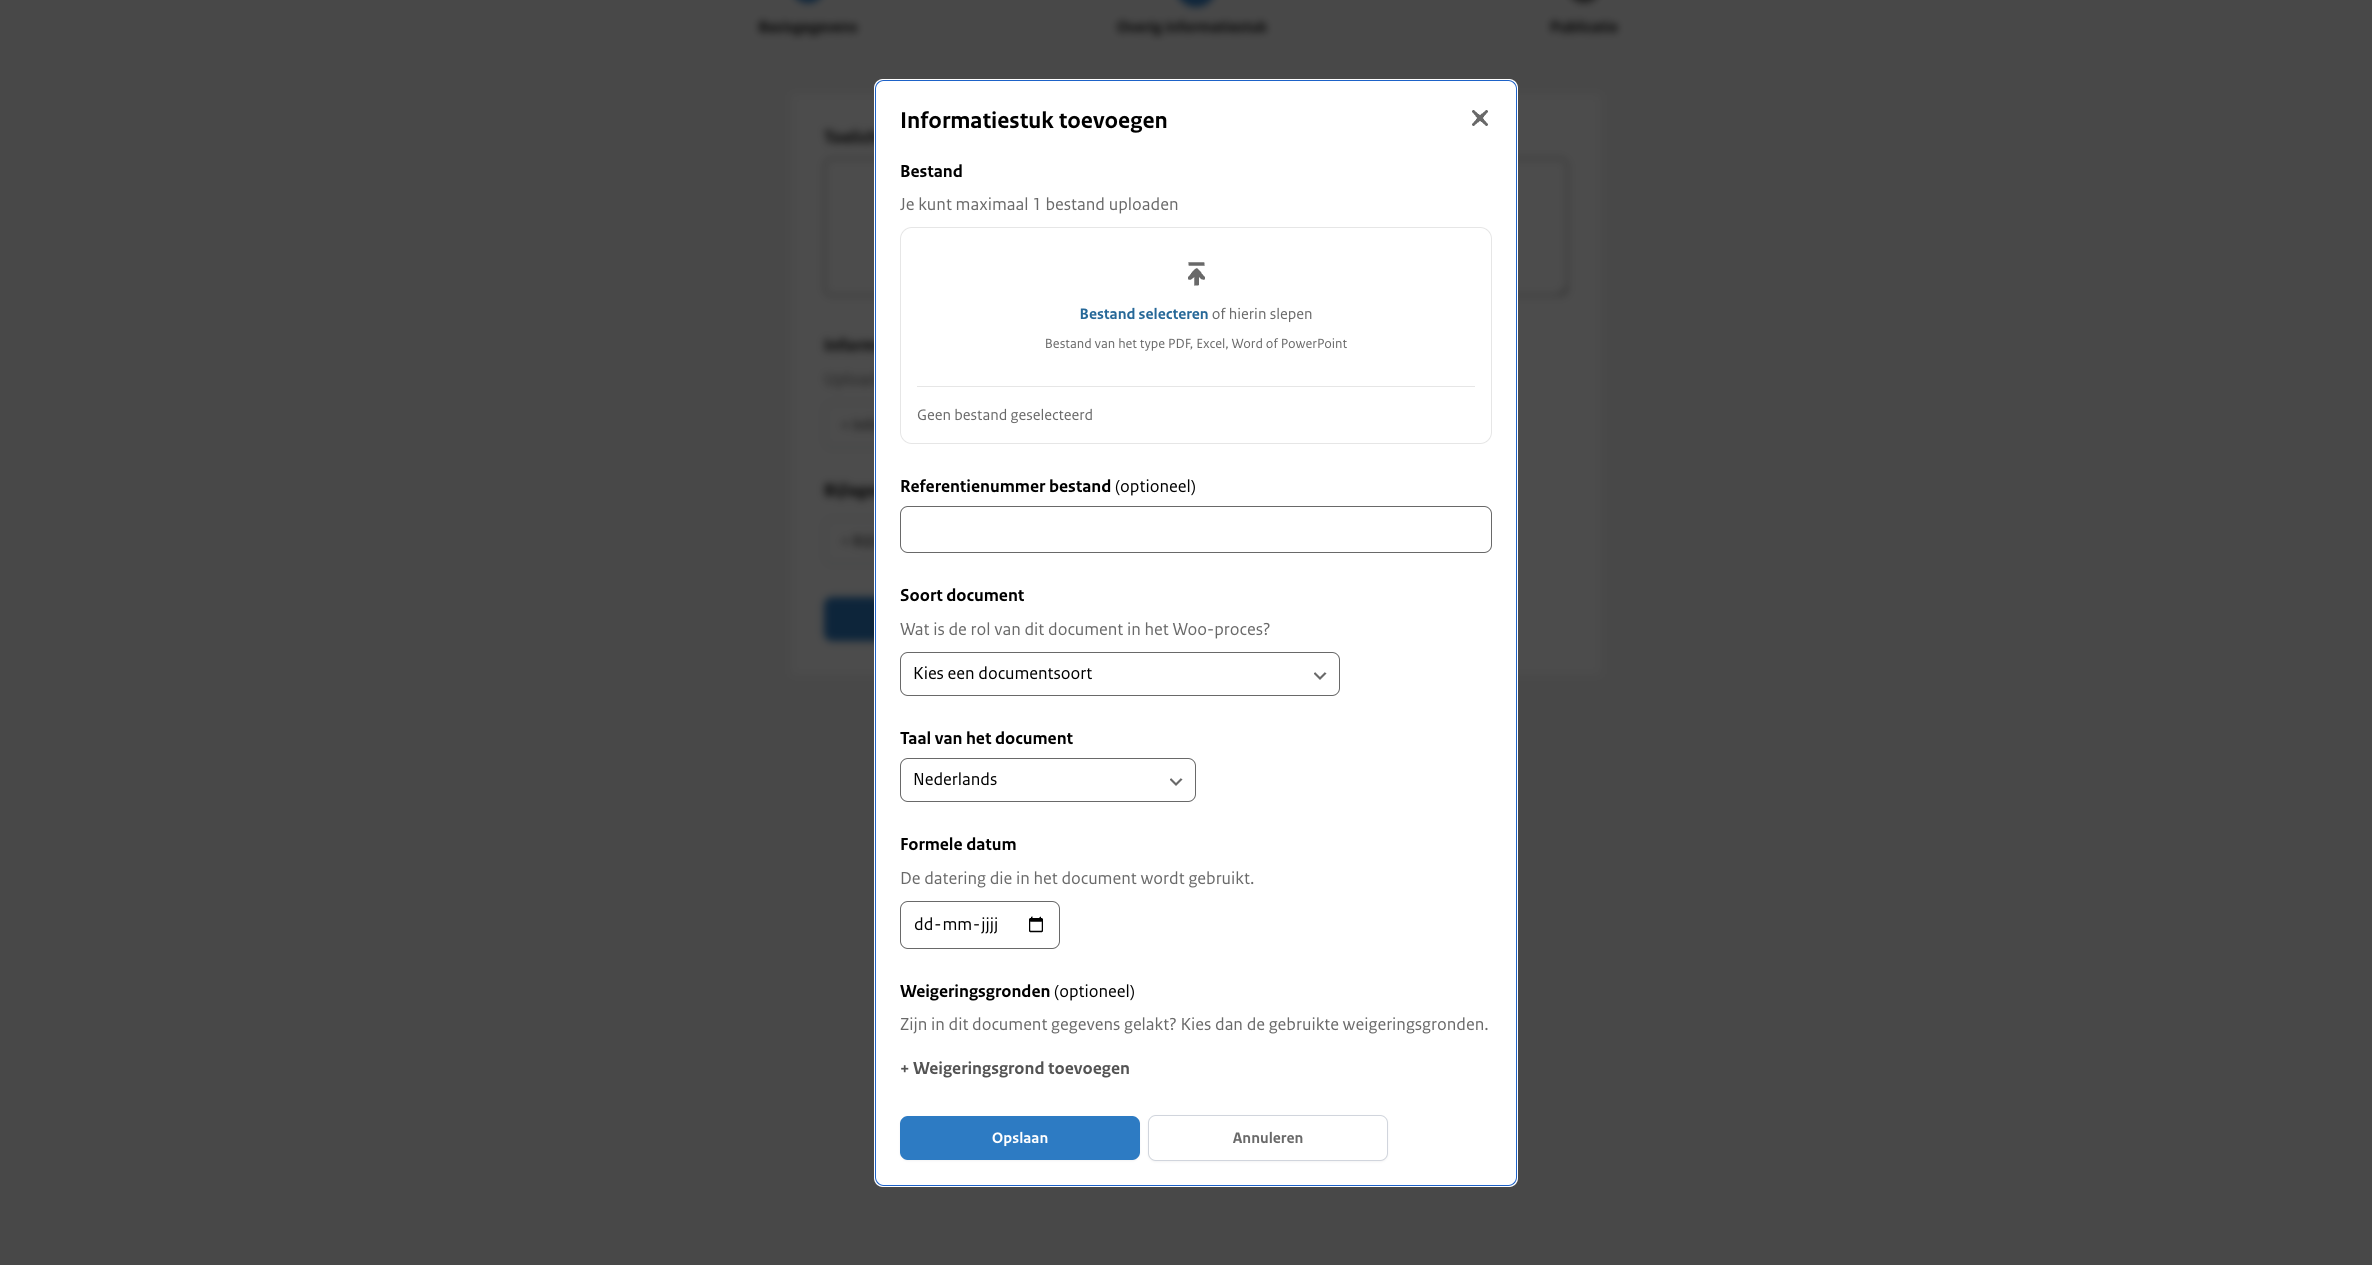 Informatiestuk toevoegen
Bestand
Je kunt maximaal 1 bestand uploaden
Bestand selecteren of hierin slepen
Bestand van het type PDF, Excel, Word of PowerPoint
Geen bestand geselecteerd
Referentienummer bestand (optioneel)
Soort document
Wat is de rol van dit document in het Woo-proces?
Kies een documentsoort
Taal van het document
Nederlands
Formele datum
De datering die in het document wordt gebruikt.
dd-mm-jjjj
Weigeringsgronden (optioneel)
Zijn in dit document gegevens gelakt? Kies dan de gebruikte weigeringsgronden.
+ Weigeringsgrond toevoegen
Opslaan
Annuleren